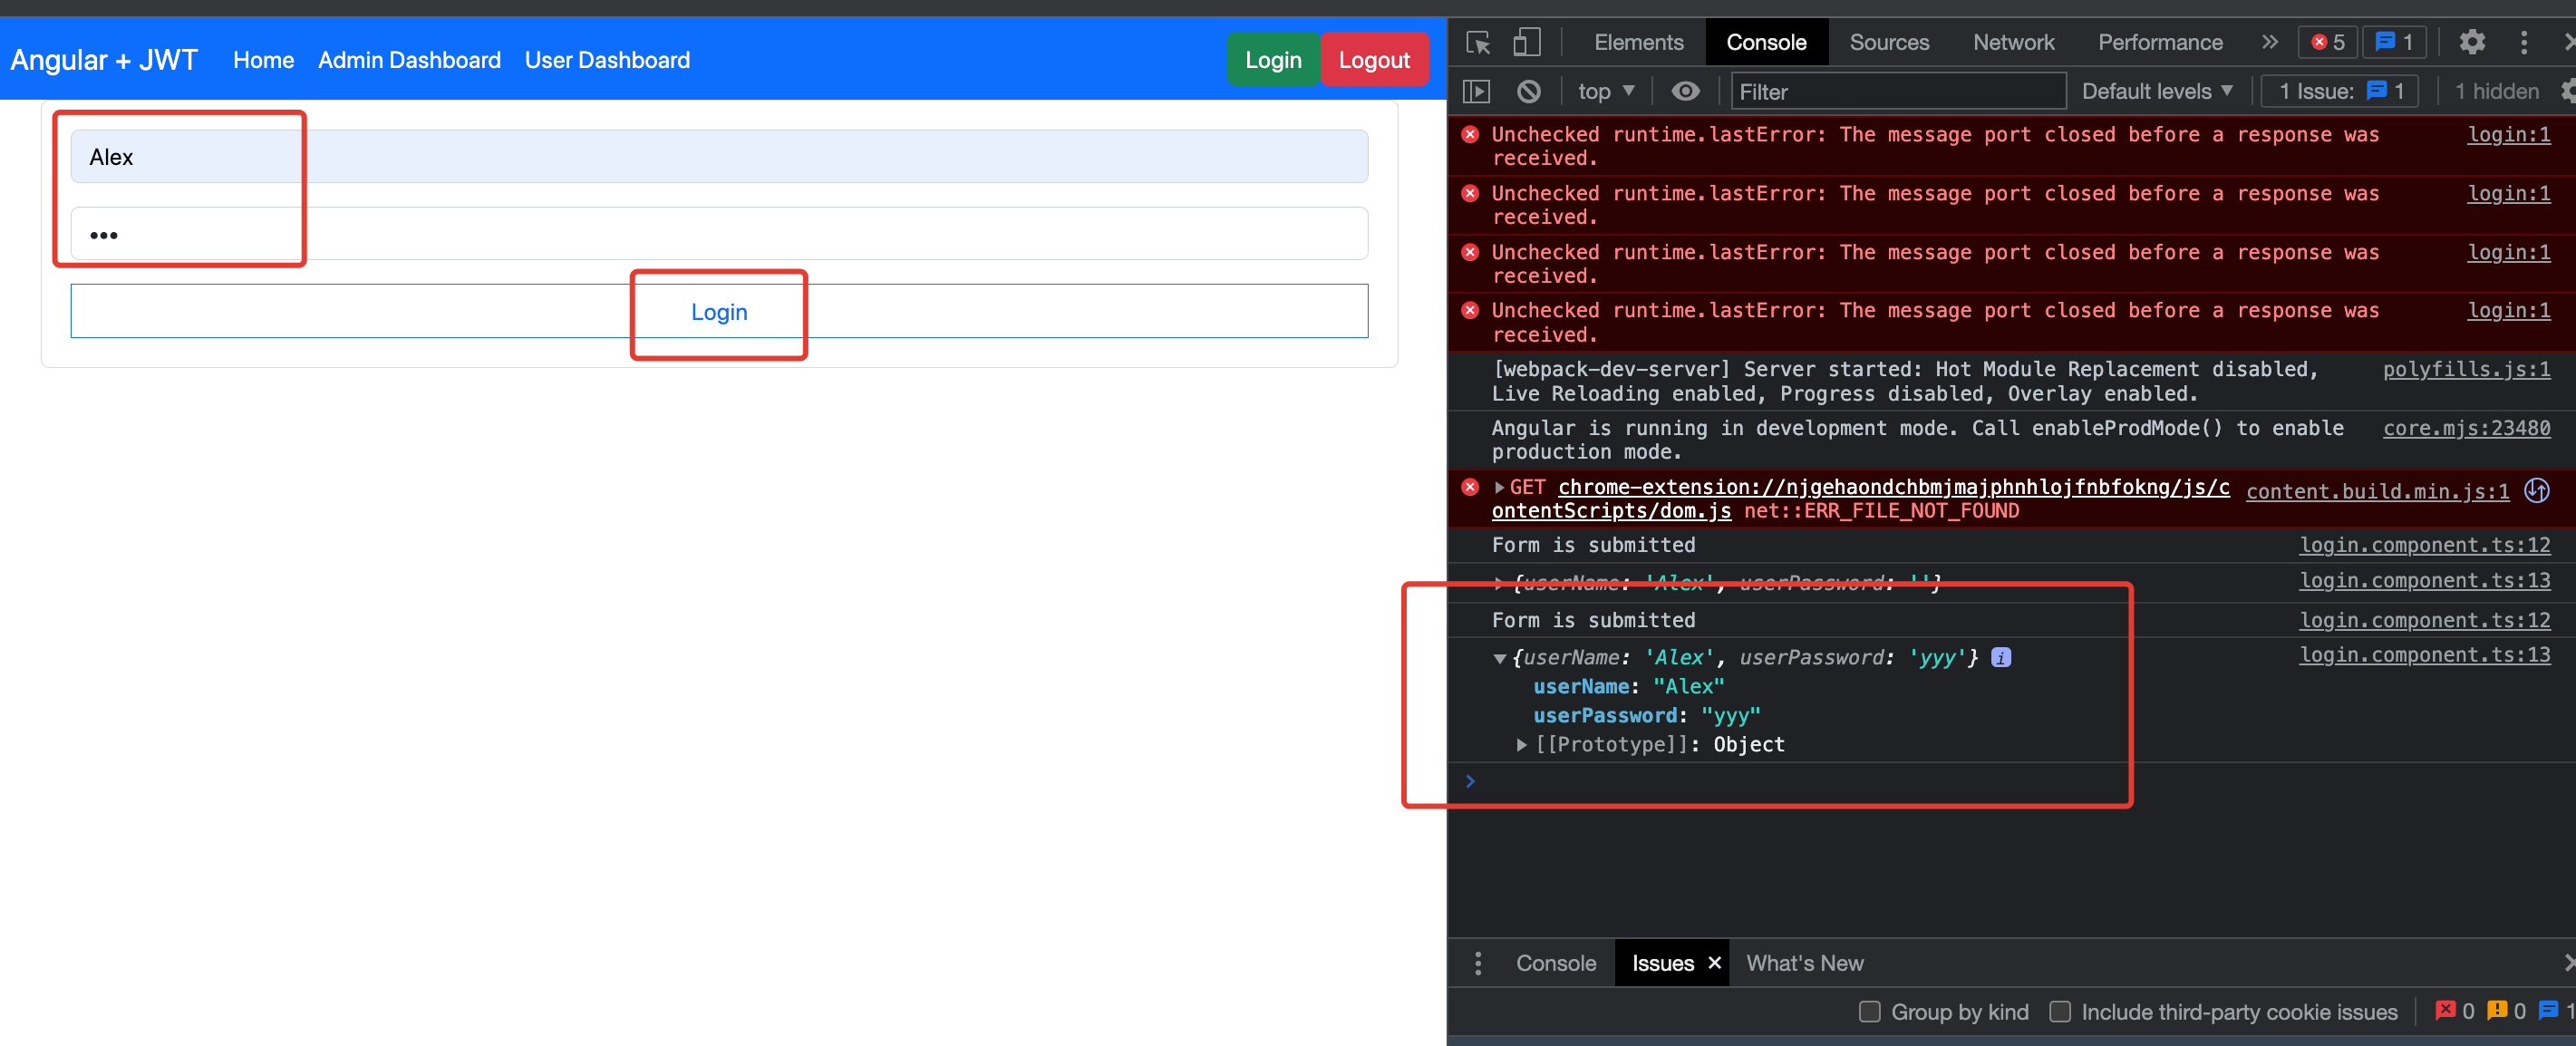 Angular + JWT Home Admin Dashboard User Dashboard Login Logout
Alex
•••
Login
Elements Console Sources Network Performance » 5 1
top Filter Default levels 1 Issue: 1 1 hidden
Unchecked runtime.lastError: The message port closed before a response was login:1
received.
Unchecked runtime.lastError: The message port closed before a response was login:1
received.
Unchecked runtime.lastError: The message port closed before a response was login:1
received.
Unchecked runtime.lastError: The message port closed before a response was login:1
received.
[webpack-dev-server] Server started: Hot Module Replacement disabled, polyfills.js:1
Live Reloading enabled, Progress disabled, Overlay enabled.
Angular is running in development mode. Call enableProdMode() to enable core.mjs:23480
production mode.
GET chrome-extension://njgehaondchbmjmajphnhlojfnbfokng/js/c content.build.min.js:1
ontentScripts/dom.js net::ERR_FILE_NOT_FOUND
Form is submitted login.component.ts:12
{userName: 'Alex', userPassword: ''} login.component.ts:13
Form is submitted login.component.ts:12
{userName: 'Alex', userPassword: 'yyy'} i login.component.ts:13
userName: "Alex"
userPassword: "yyy"
[[Prototype]]: Object
Console Issues What's New
Group by kind Include third-party cookie issues 0 0 1